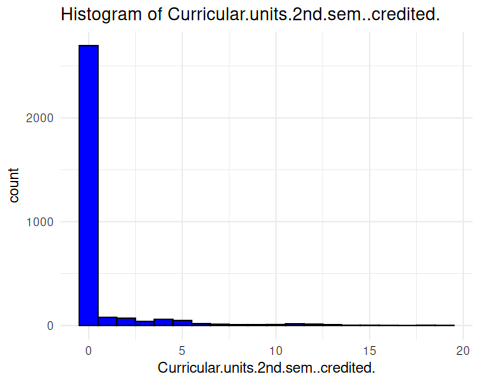 Histogram of Curricular.units.2nd.sem..credited.
count
2000
1000
0
0 5 10 15 20
Curricular.units.2nd.sem..credited.